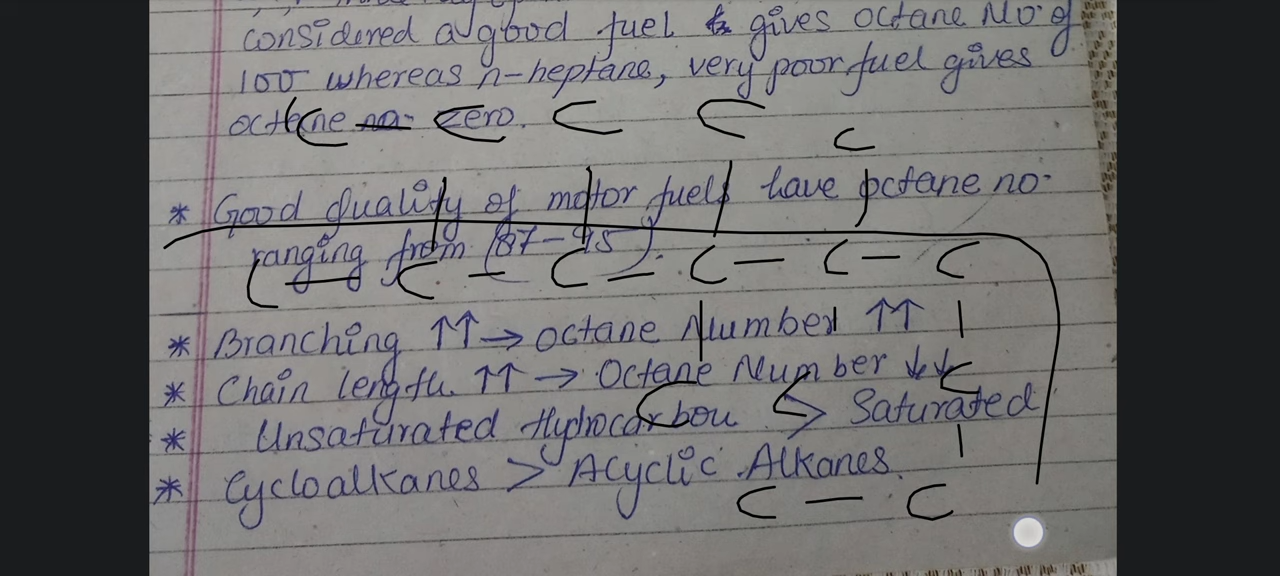 considered a good fuel & gives octane No. of
100 whereas n-heptane, very poor fuel gives
octane no. zero.
C C C C
C
* Good quality of motor fuels have octane no.
ranging from (87-95).
C - C - C - C - C - C
* Branching ↑↑ → octane Number ↑↑
* Chain length ↑↑ → Octane Number ↓↓
C C C
* Unsaturated Hydrocarbon > Saturated
* Cycloalkanes > Acyclic Alkanes.
C - C